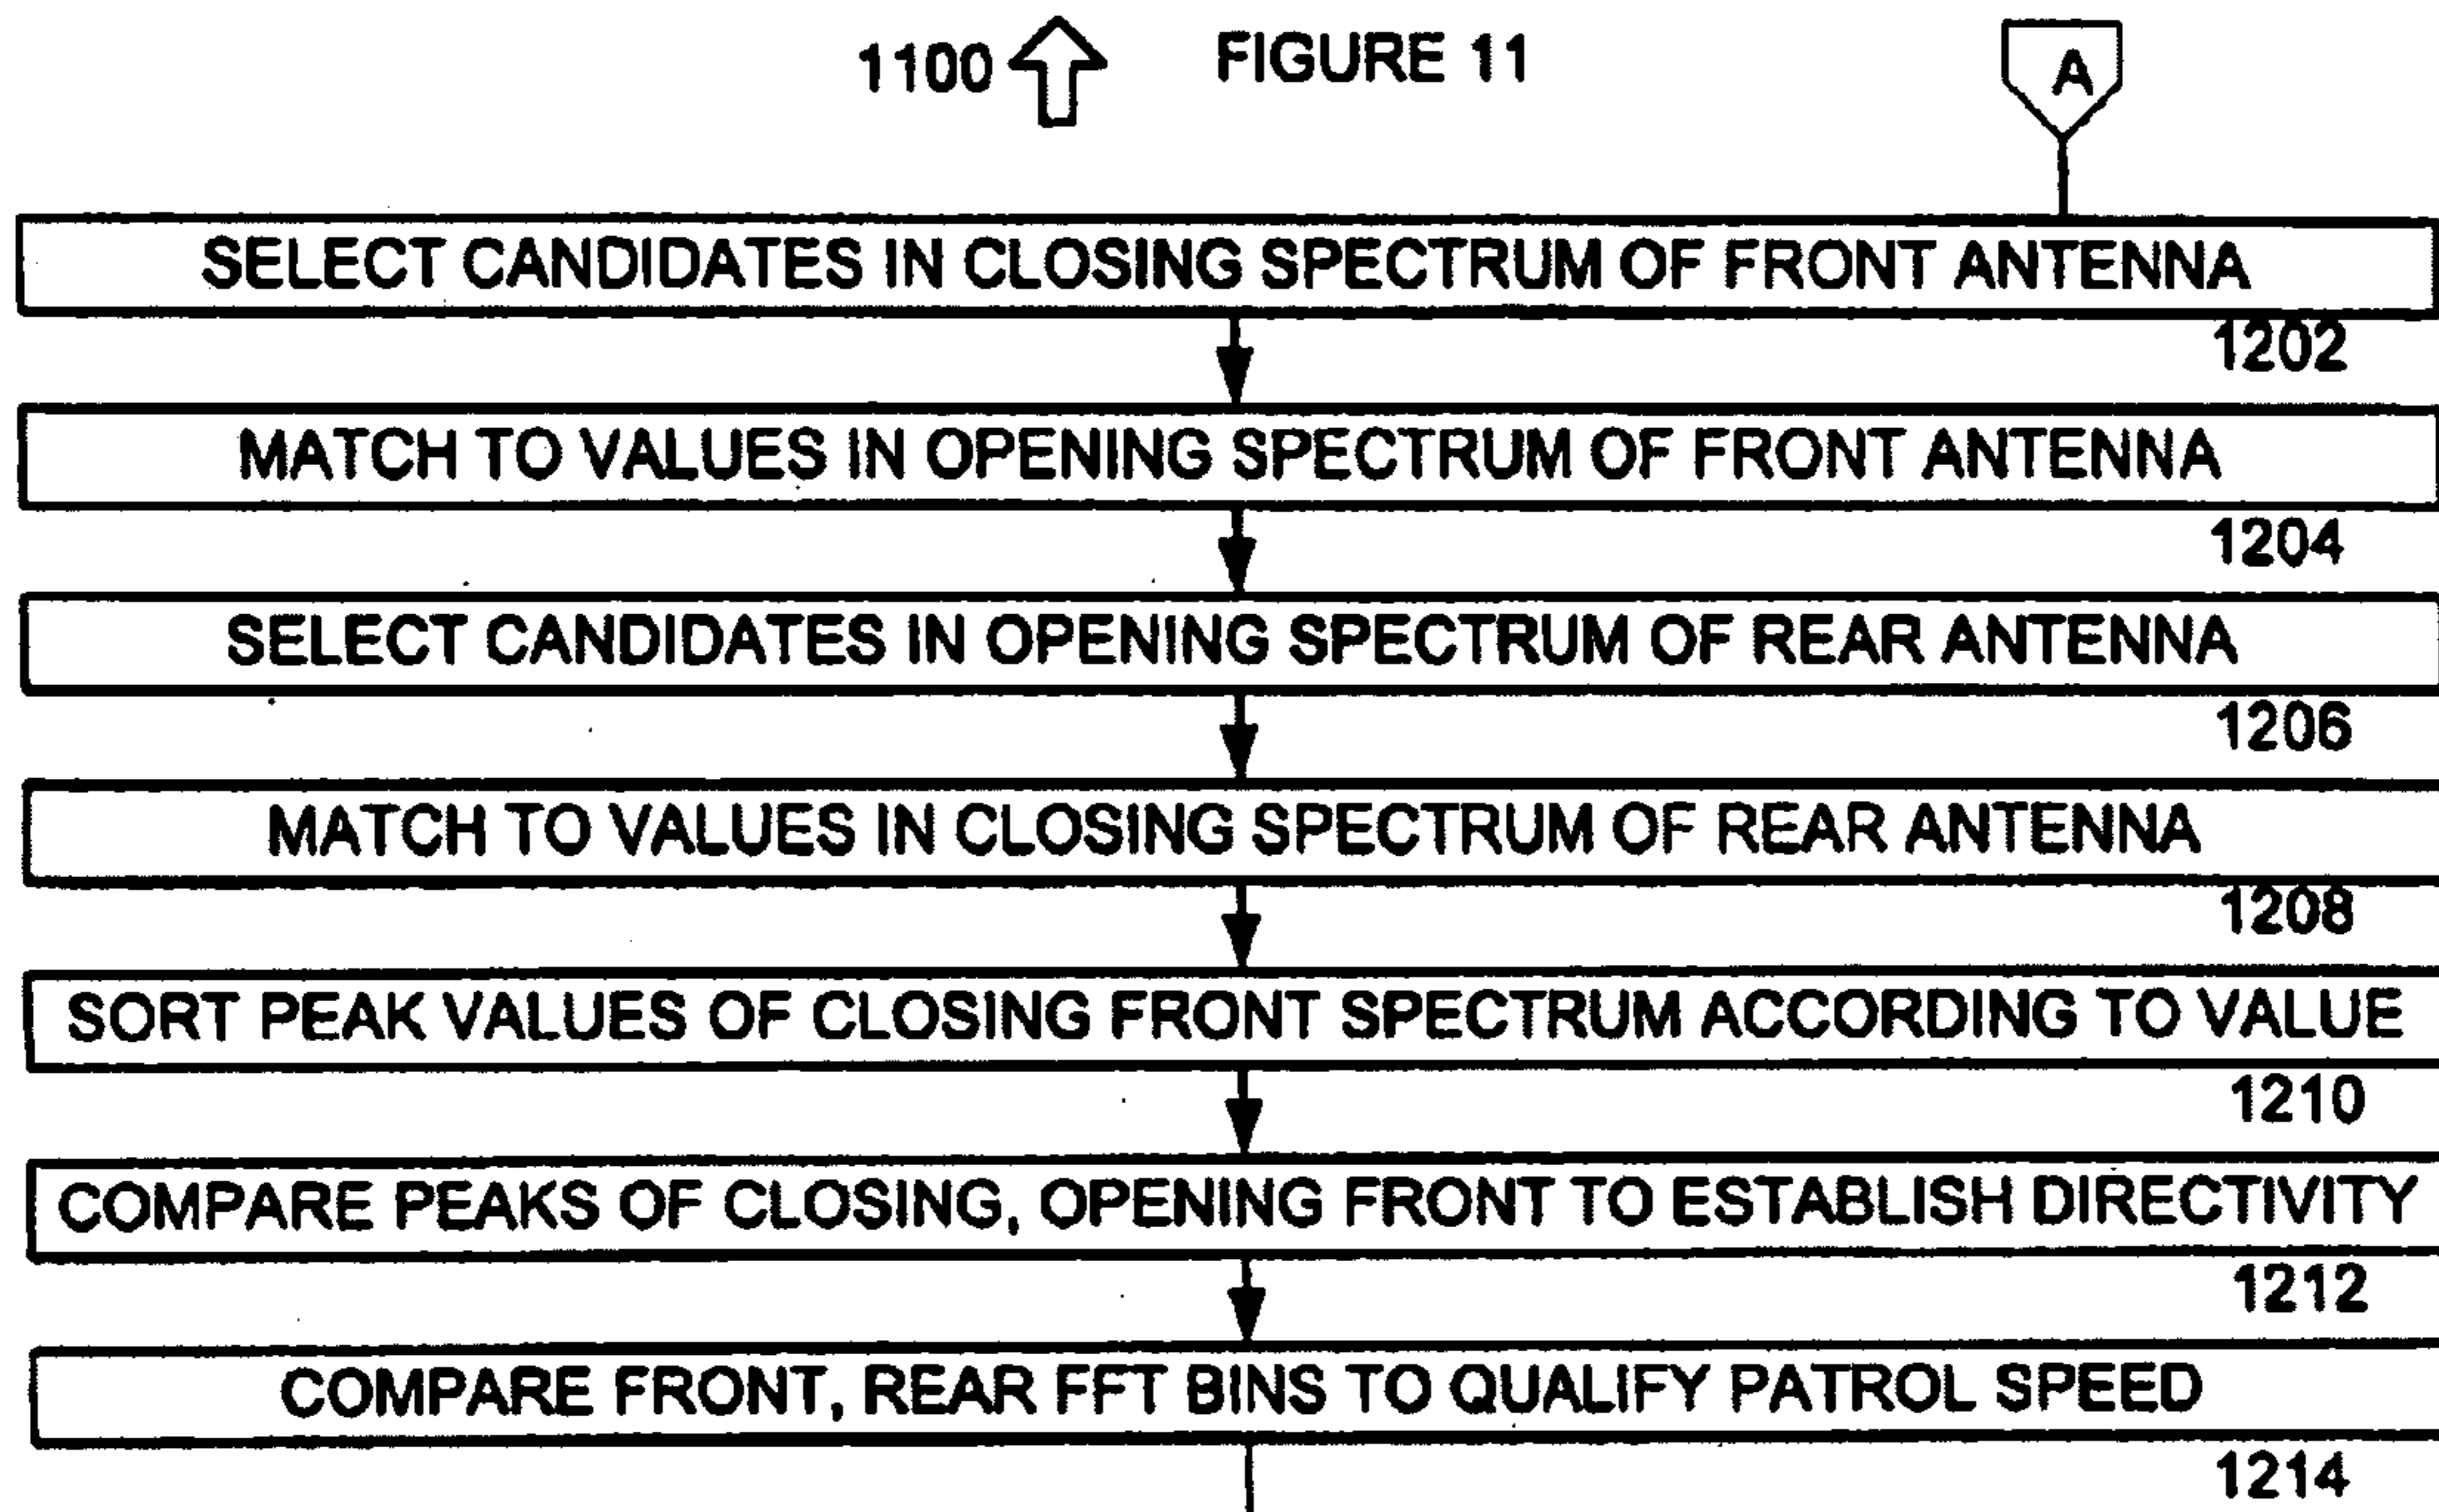 1100 FIGURE 11
A
SELECT CANDIDATES IN CLOSING SPECTRUM OF FRONT ANTENNA
1202
MATCH TO VALUES IN OPENING SPECTRUM OF FRONT ANTENNA
1204
SELECT CANDIDATES IN OPENING SPECTRUM OF REAR ANTENNA
1206
MATCH TO VALUES IN CLOSING SPECTRUM OF REAR ANTENNA
1208
SORT PEAK VALUES OF CLOSING FRONT SPECTRUM ACCORDING TO VALUE
1210
COMPARE PEAKS OF CLOSING, OPENING FRONT TO ESTABLISH DIRECTIVITY
1212
COMPARE FRONT, REAR FFT BINS TO QUALIFY PATROL SPEED
1214